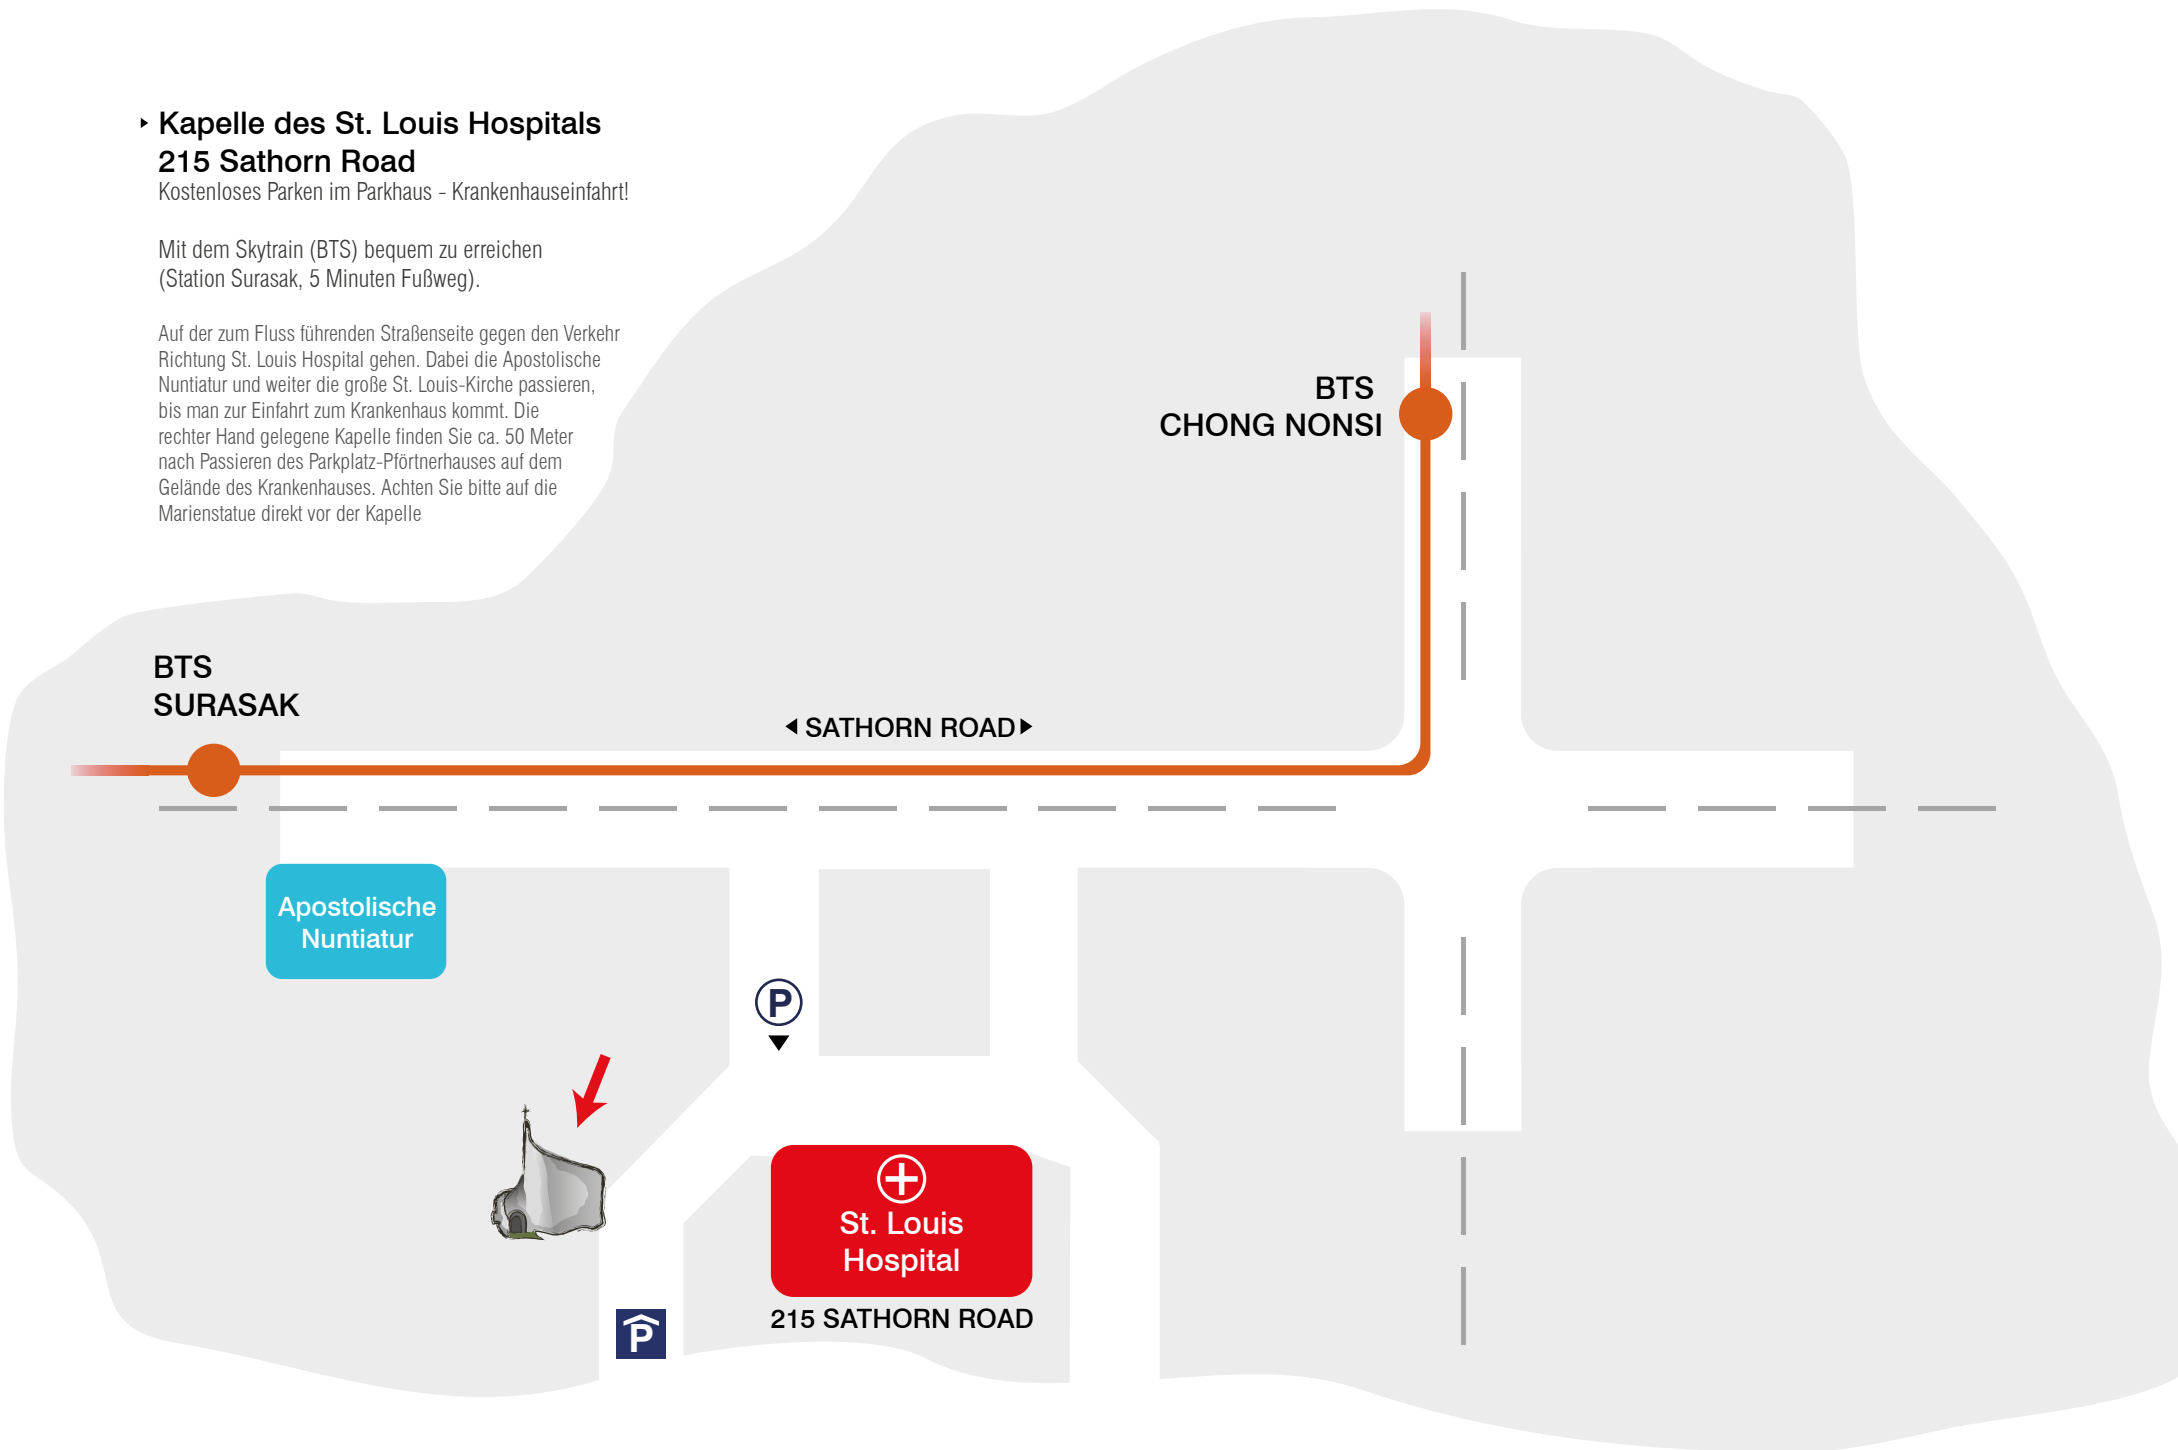 Kapelle des St. Louis Hospitals
215 Sathorn Road
Kostenloses Parken im Parkhaus - Krankenhauseinfahrt!
Mit dem Skytrain (BTS) bequem zu erreichen
(Station Surasak, 5 Minuten Fußweg).
Auf der zum Fluss führenden Straßenseite gegen den Verkehr
Richtung St. Louis Hospital gehen. Dabei die Apostolische
Nuntiatur und weiter die große St. Louis-Kirche passieren,
bis man zur Einfahrt zum Krankenhaus kommt. Die
rechter Hand gelegene Kapelle finden Sie ca. 50 Meter
nach Passieren des Parkplatz-Pförtnerhauses auf dem
Gelände des Krankenhauses. Achten Sie bitte auf die
Marienstatue direkt vor der Kapelle
BTS
CHONG NONSI
BTS
SURASAK
SATHORN ROAD
Apostolische
Nuntiatur
P
St. Louis
Hospital
215 SATHORN ROAD
P